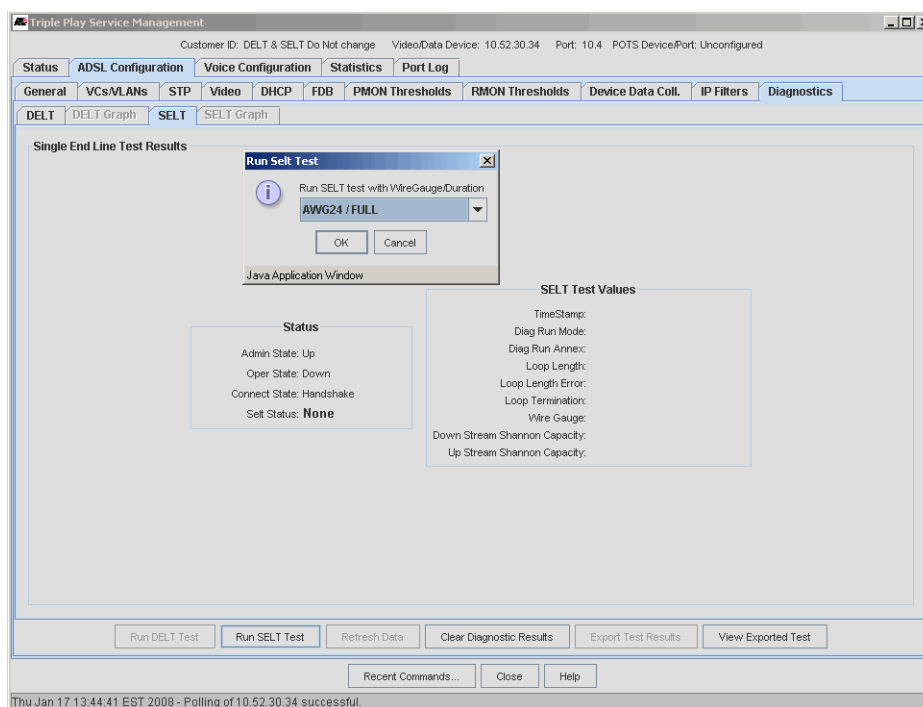 Triple Play Service Management
Customer ID: DELT & SELT Do Not change Video/Data Device: 10.52.30.34 Port: 10.4 POTS Device/Port: Unconfigured
Status ADSL Configuration Voice Configuration Statistics Port Log
General VCs/VLANs STP Video DHCP FDB PMON Thresholds RMON Thresholds Device Data Coll. IP Filters Diagnostics
DELT DELT Graph SELT SELT Graph
Single End Line Test Results
Run Selt Test
Run SELT test with WireGauge/Duration
AWG24 / FULL
OK Cancel
Java Application Window
Status
Admin State: Up
Oper State: Down
Connect State: Handshake
Selt Status: None
SELT Test Values
TimeStamp:
Diag Run Mode:
Diag Run Annex:
Loop Length:
Loop Length Error:
Loop Termination:
Wire Gauge:
Down Stream Shannon Capacity:
Up Stream Shannon Capacity:
Run DELT Test Run SELT Test Refresh Data Clear Diagnostic Results Export Test Results View Exported Test
Recent Commands... Close Help
Thu Jan 17 13:44:41 EST 2008 - Polling of 10.52.30.34 successful.